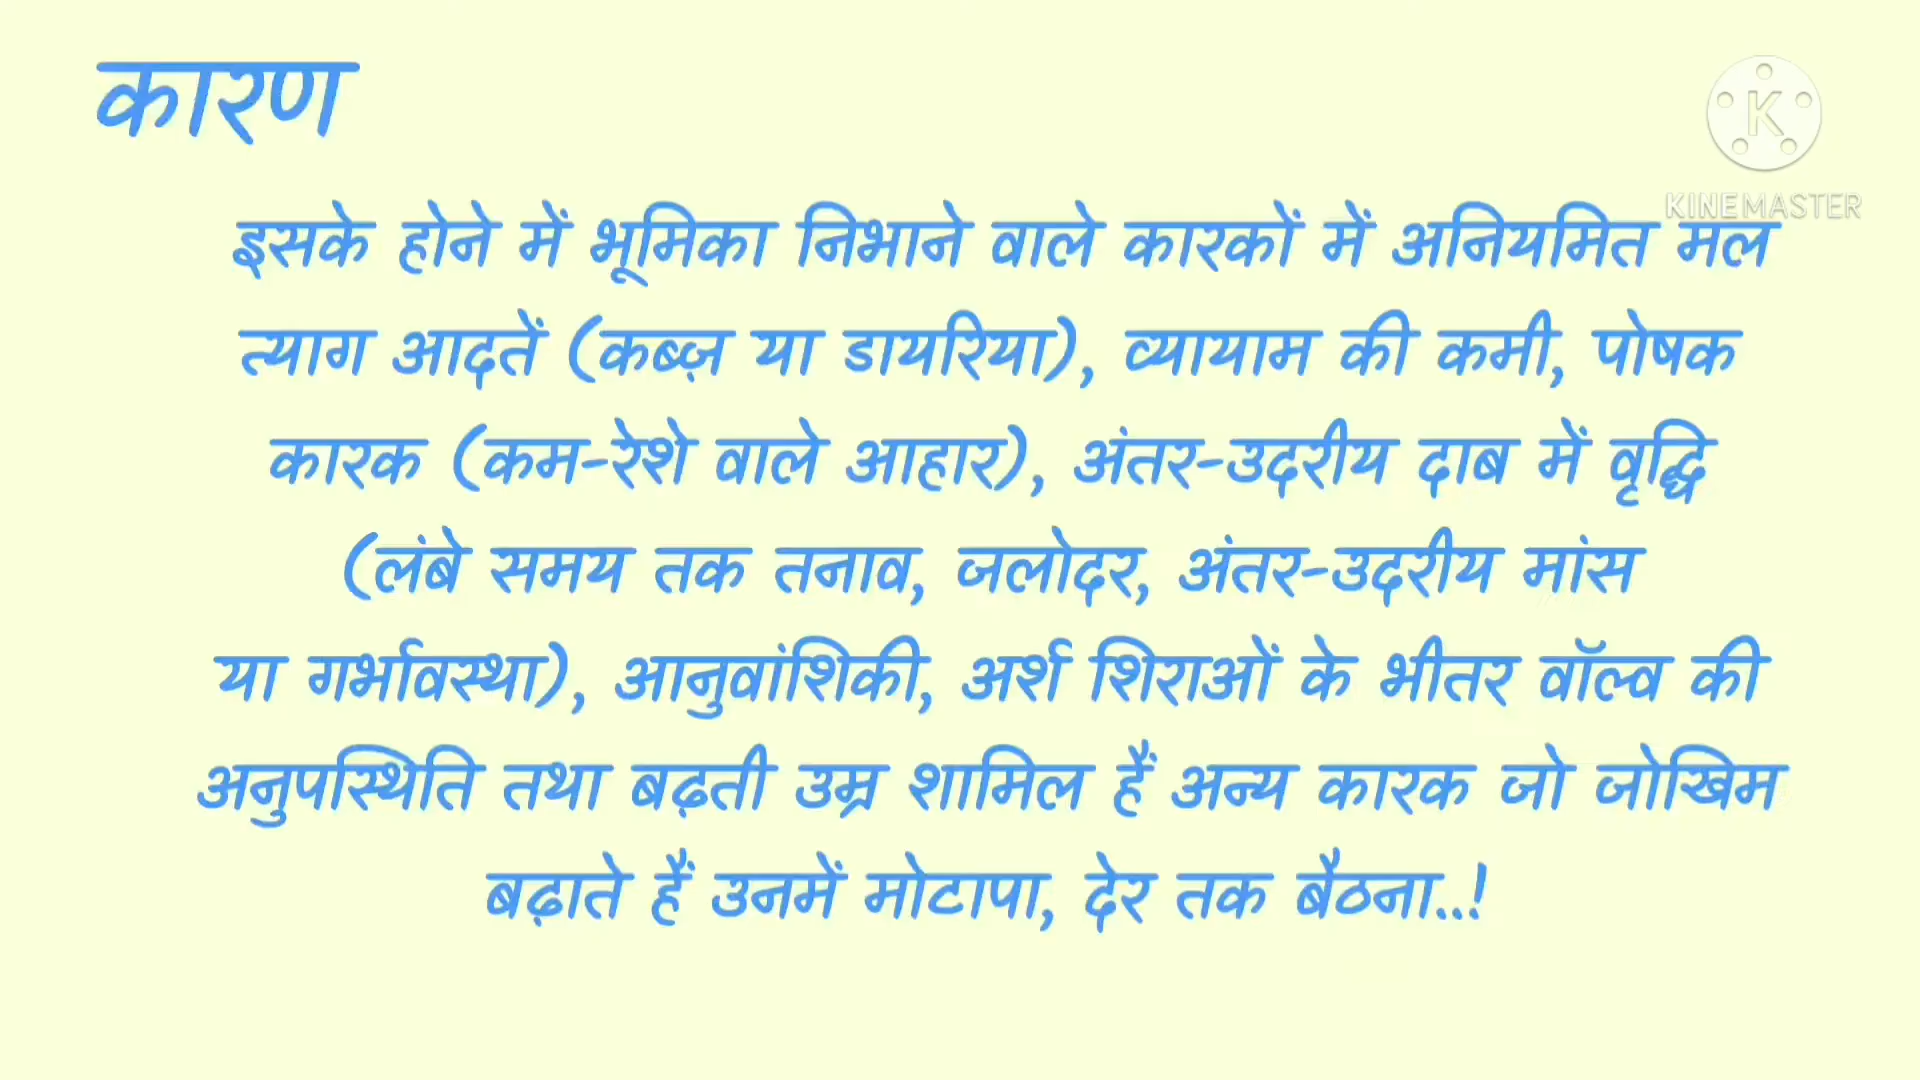 कारण
KINEMASTER
इसके होने में भूमिका निभाने वाले कारकों में अनियमित मल
त्याग आदतें (कब्ज़ या डायरिया), व्यायाम की कमी, पोषक
कारक (कम-रेशे वाले आहार), अंतर-उदरीय दाब में वृद्धि
(लंबे समय तक तनाव, जलोदर, अंतर-उदरीय मांस
या गर्भावस्था), आनुवांशिकी, अर्श शिराओं के भीतर वॉल्व की
अनुपस्थिति तथा बढ़ती उम्र शामिल हैं अन्य कारक जो जोखिम
बढ़ाते हैं उनमें मोटापा, देर तक बैठना..!